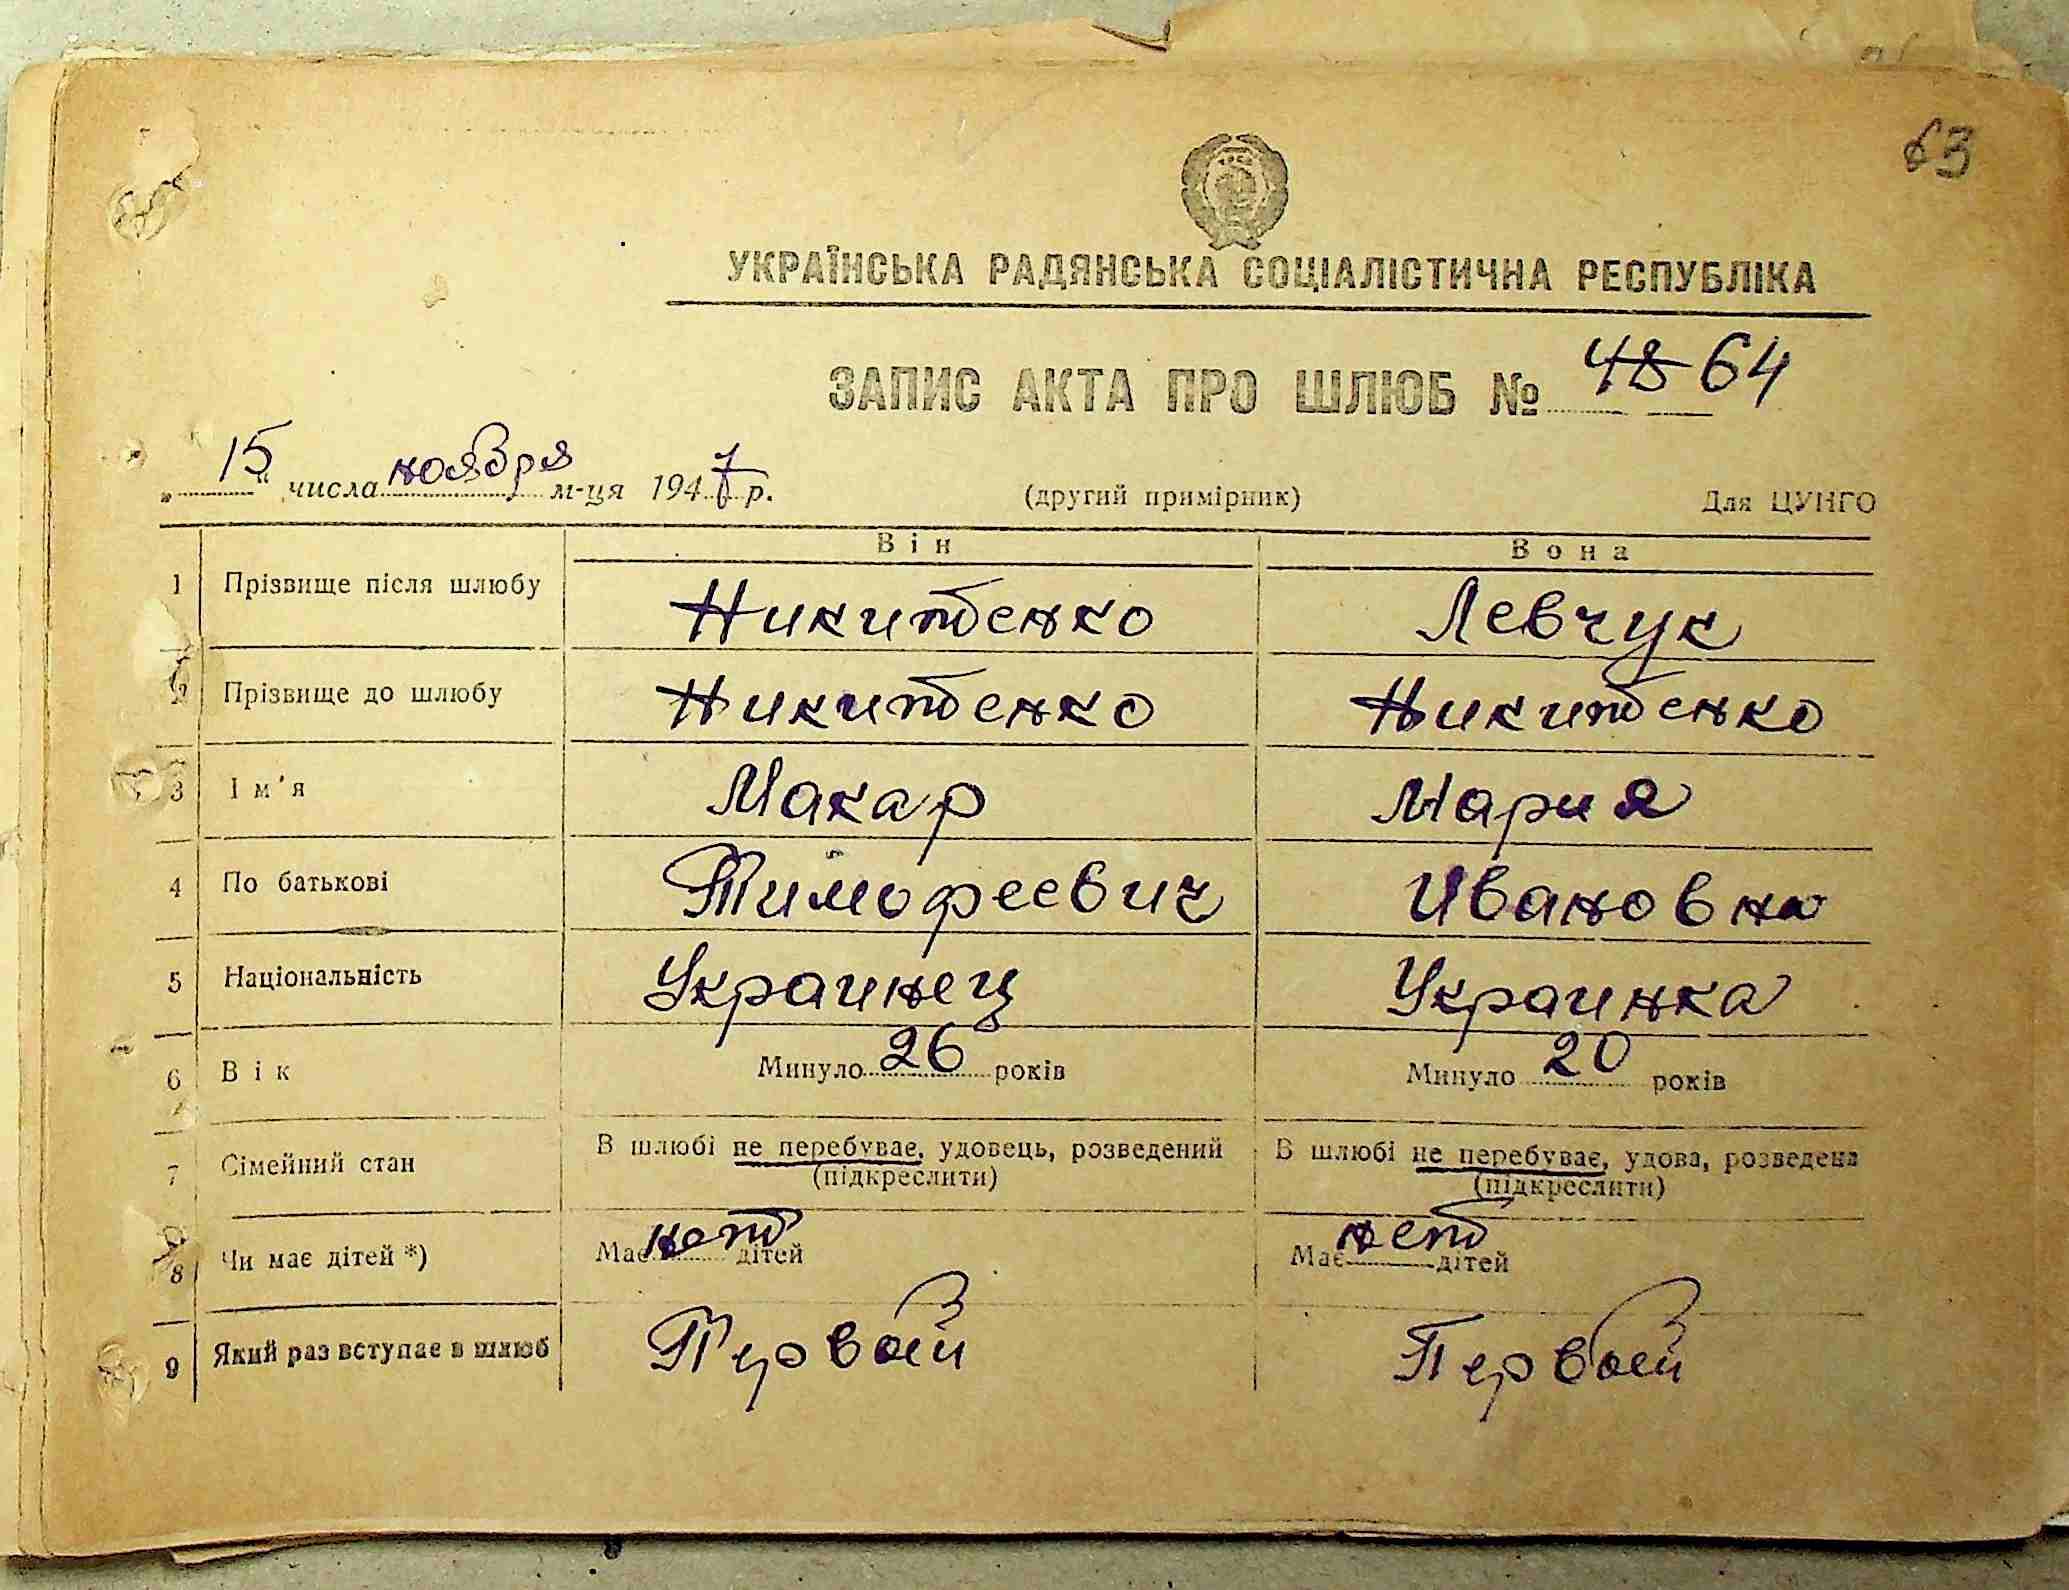 63
УКРАЇНСЬКА РАДЯНСЬКА СОЦІАЛІСТИЧНА РЕСПУБЛІКА
ЗАПИС АКТА ПРО ШЛЮБ № 48 64
„15“ числа ноября м-ця 1947 р. (другий примірник) Для ЦУНГО
Він Вона
1 Прізвище після шлюбу Никитенко Левчук
2 Прізвище до шлюбу Никитенко Никитенко
3 Ім'я Макар Мария
4 По батькові Тимофеевич Ивановна
5 Національність Украинец Украинка
6 Вік Минуло 26 років Минуло 20 років
7 Сімейний стан В шлюбі не перебуває, удовець, розведений В шлюбі не перебуває, удова, розведена
(підкреслити) (підкреслити)
8 Чи має дітей *) Має нет дітей Має нет дітей
9 Який раз вступає в шлюб Первый Первый